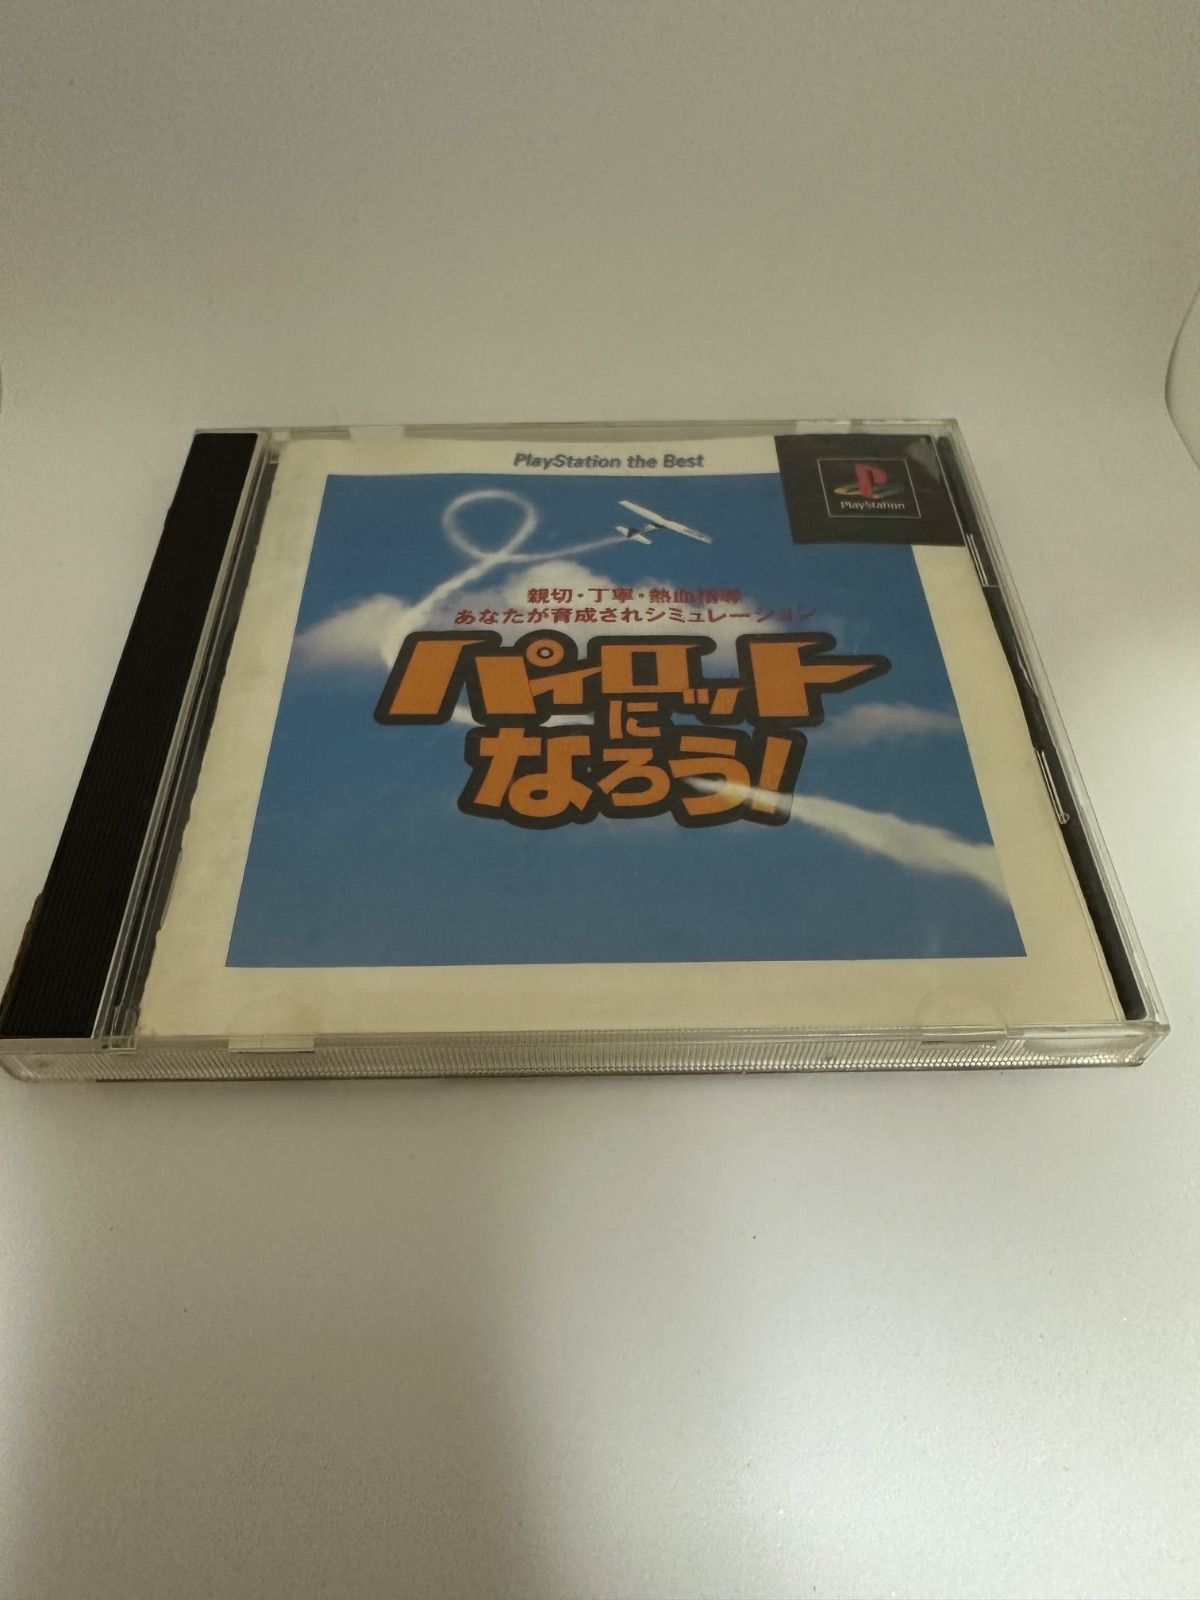 PlayStation the Best
PlayStation
親切・丁寧・熱血指導
あなたが育成されシミュレーション
パイロット
に
なろう!